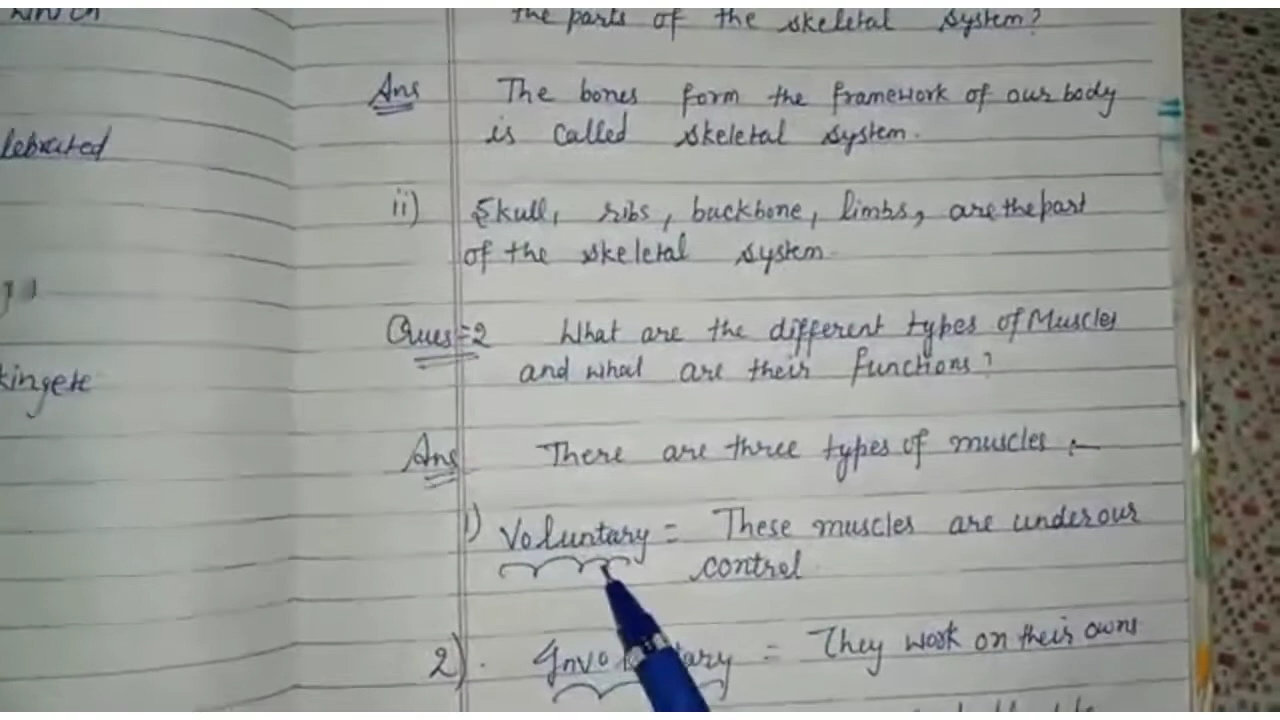 lebrated
the parts of the skeletal system?
Ans The bones form the framework of our body
is called skeletal system.
ii) Skull, ribs, backbone, limbs, are the part
of the skeletal system.
Ques=2 What are the different types of Muscles
and what are their functions?
Ans There are three types of muscles :-
1) Voluntary = These muscles are under our
control
2). = They work on their owns